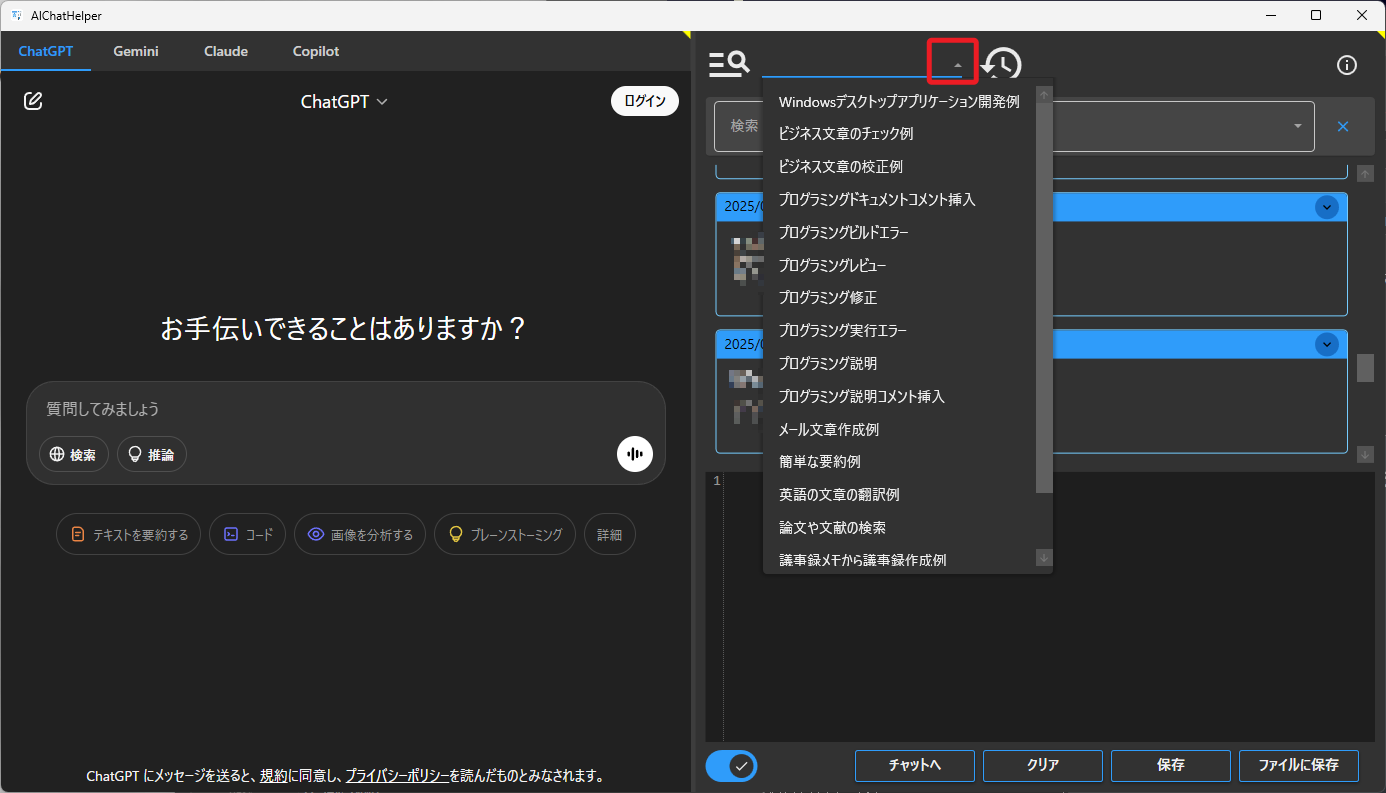 AIChatHelper
ChatGPT Gemini Claude Copilot
ChatGPT
ログイン
お手伝いできることはありますか？
質問してみましょう
検索 推論
テキストを要約する コード 画像を分析する ブレーンストーミング 詳細
ChatGPT にメッセージを送ると、規約に同意し、プライバシーポリシーを読んだものとみなされます。
検索
Windowsデスクトップアプリケーション開発例
ビジネス文章のチェック例
ビジネス文章の校正例
プログラミングドキュメントコメント挿入
プログラミングビルドエラー
プログラミングレビュー
プログラミング修正
プログラミング実行エラー
プログラミング説明
プログラミング説明コメント挿入
メール文章作成例
簡単な要約例
英語の文章の翻訳例
論文や文献の検索
議事録メモから議事録作成例
2025/0
2025/0
1
チャットへ クリア 保存 ファイルに保存